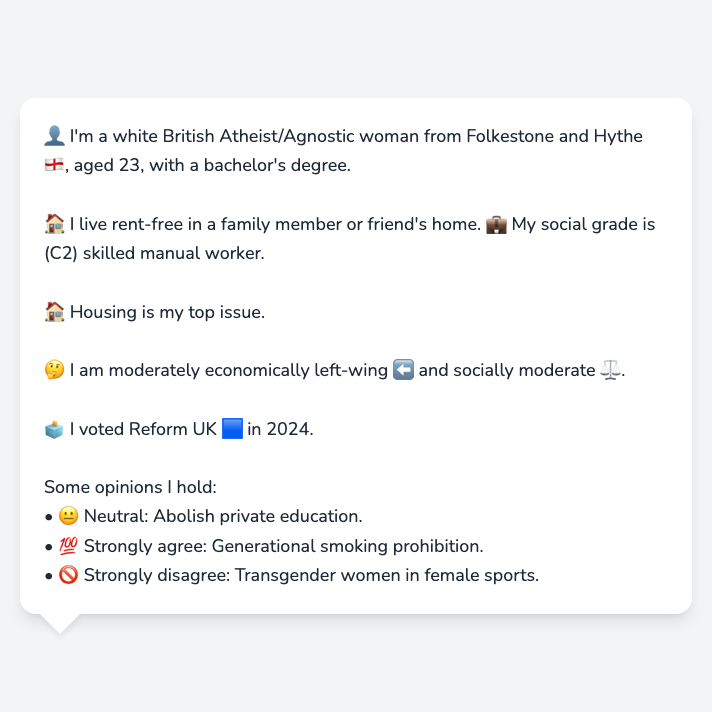 👤 I'm a white British Atheist/Agnostic woman from Folkestone and Hythe
🏴󠁧󠁢󠁥󠁮󠁧󠁿, aged 23, with a bachelor's degree.
🏠 I live rent-free in a family member or friend's home. 💼 My social grade is
(C2) skilled manual worker.
🏠 Housing is my top issue.
🤔 I am moderately economically left-wing ⬅️ and socially moderate ⚖️.
🗳️ I voted Reform UK 🟦 in 2024.
Some opinions I hold:
• 😐 Neutral: Abolish private education.
• 💯 Strongly agree: Generational smoking prohibition.
• 🚫 Strongly disagree: Transgender women in female sports.